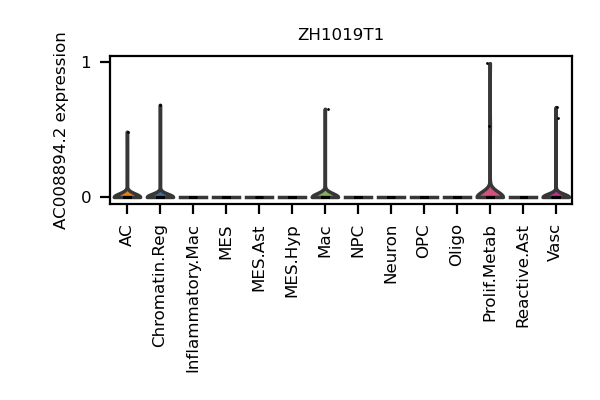 ZH1019T1
AC008894.2 expression
1
0
AC
Chromatin.Reg
Inflammatory.Mac
MES
MES.Ast
MES.Hyp
Mac
NPC
Neuron
OPC
Oligo
Prolif.Metab
Reactive.Ast
Vasc